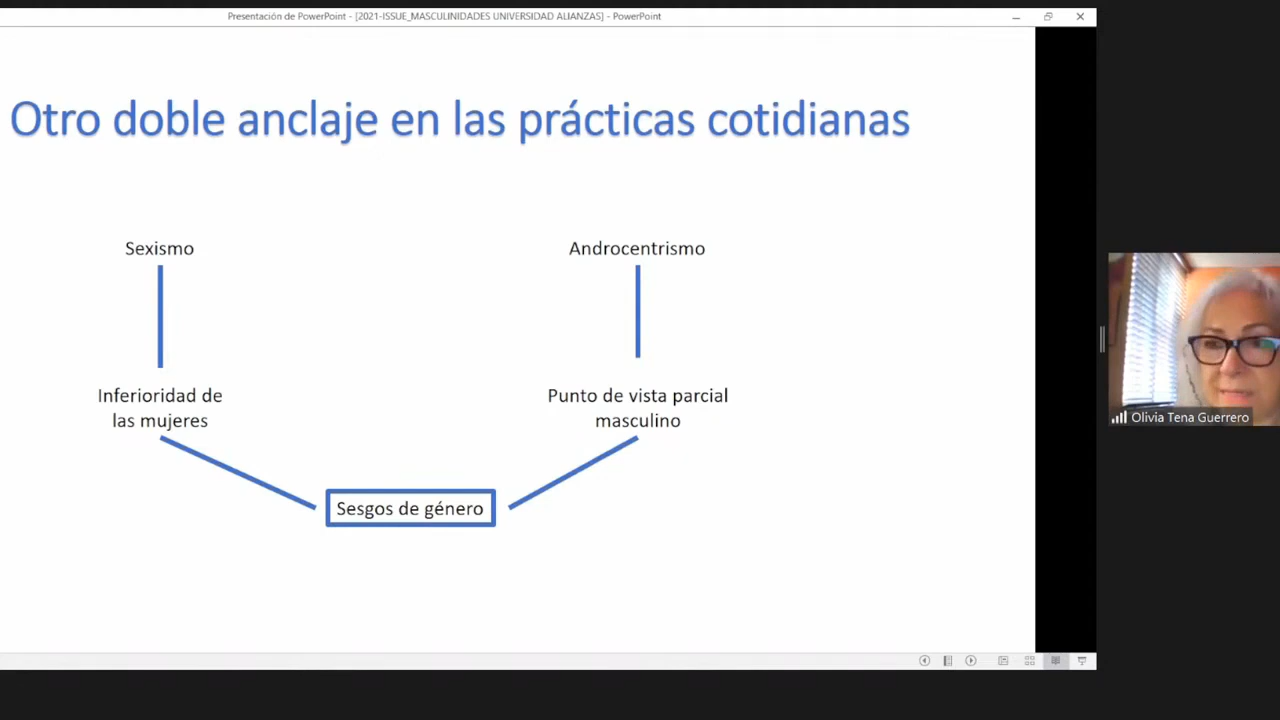 Presentación de PowerPoint - [2021-ISSUE_MASCULINIDADES UNIVERSIDAD ALIANZAS] - PowerPoint
Otro doble anclaje en las prácticas cotidianas
Sexismo
Androcentrismo
Inferioridad de
las mujeres
Punto de vista parcial
masculino
Sesgos de género
Olivia Tena Guerrero